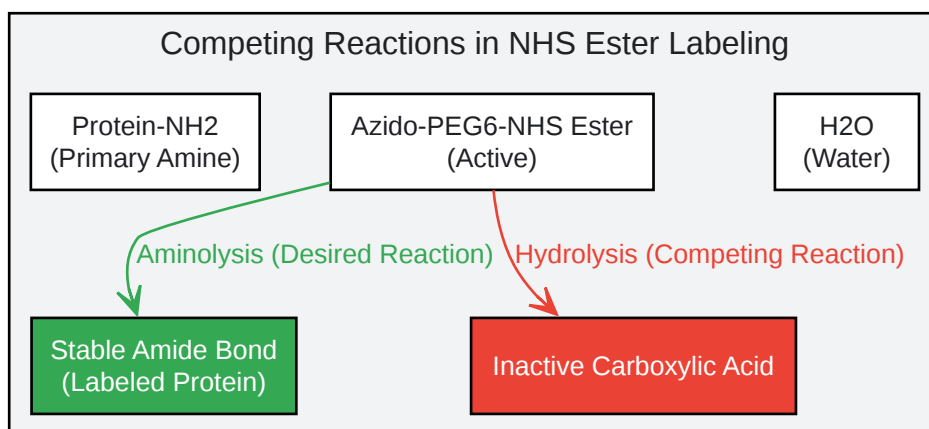 Competing Reactions in NHS Ester Labeling
Protein-NH2
(Primary Amine)
Azido-PEG6-NHS Ester
(Active)
H2O
(Water)
Aminolysis (Desired Reaction)
Hydrolysis (Competing Reaction)
Stable Amide Bond
(Labeled Protein)
Inactive Carboxylic Acid